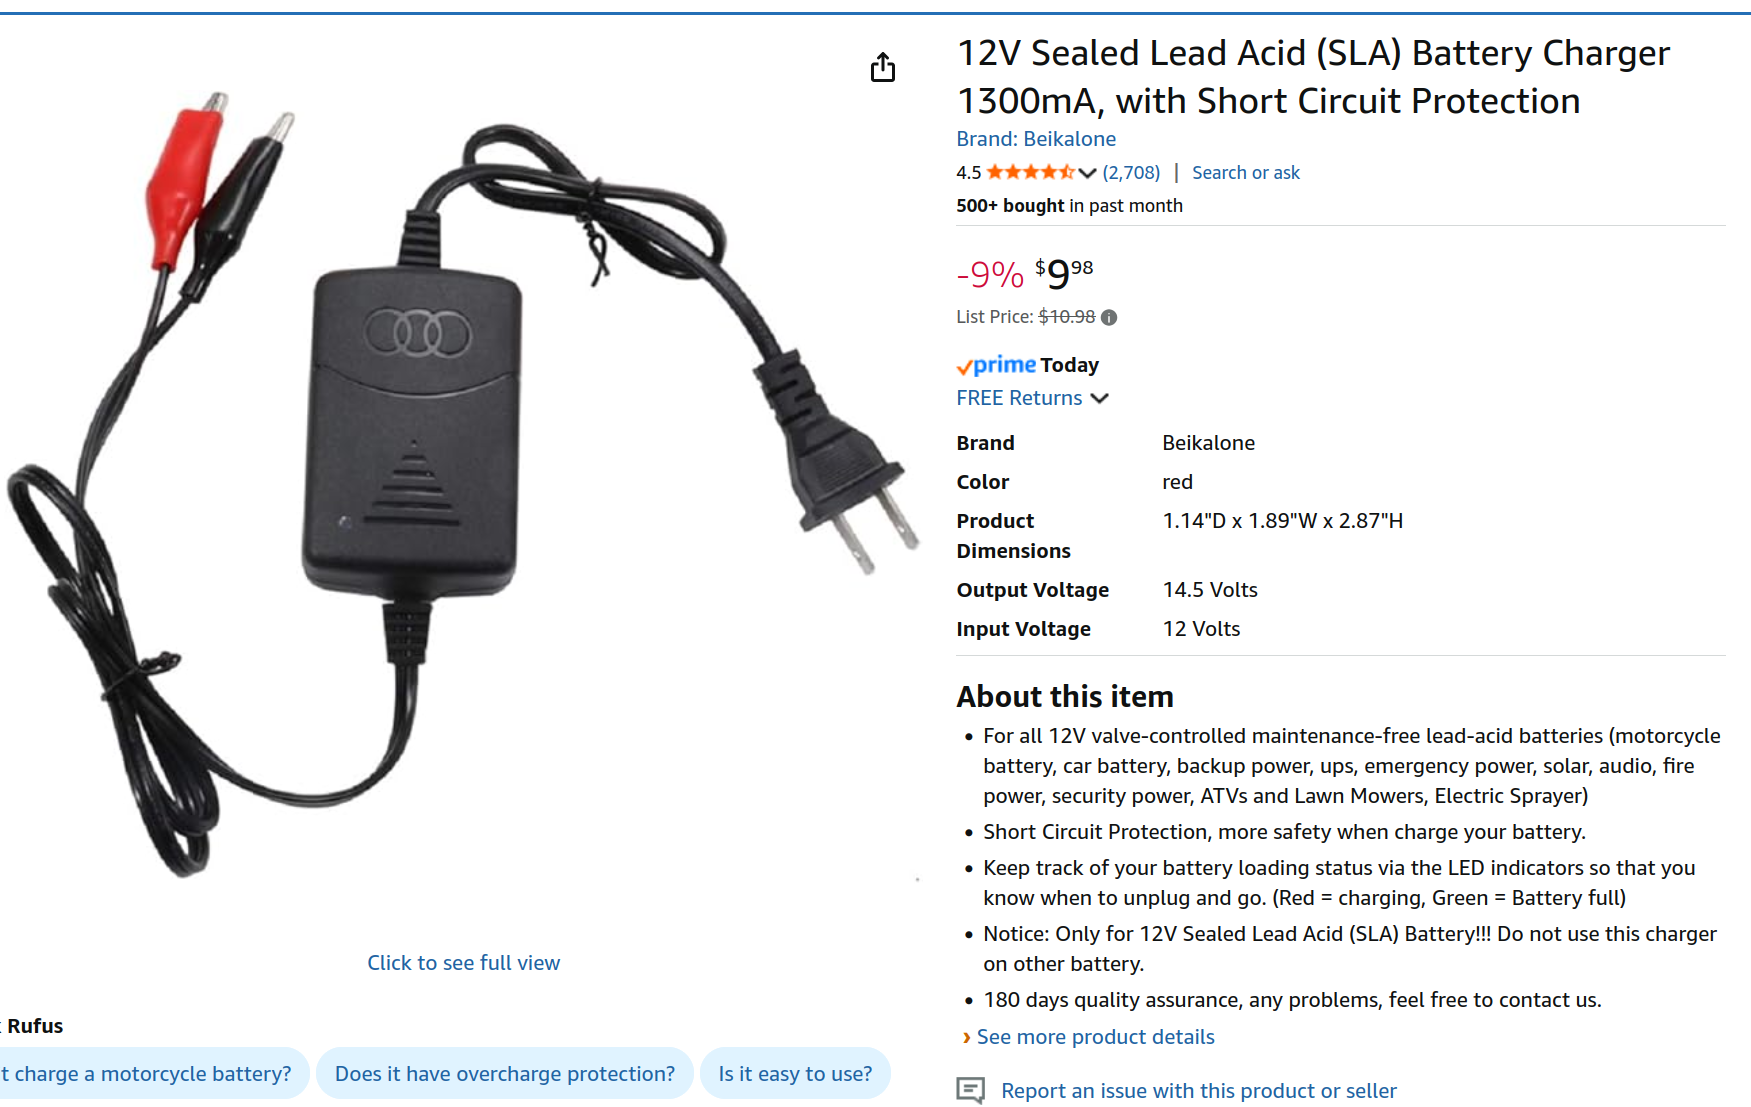 12V Sealed Lead Acid (SLA) Battery Charger
1300mA, with Short Circuit Protection
Brand: Beikalone
4.5 (2,708) | Search or ask
500+ bought in past month
-9% $9.98
List Price: $10.98
prime Today
FREE Returns
Brand Beikalone
Color red
Product 1.14"D x 1.89"W x 2.87"H
Dimensions
Output Voltage 14.5 Volts
Input Voltage 12 Volts
About this item
• For all 12V valve-controlled maintenance-free lead-acid batteries (motorcycle
battery, car battery, backup power, ups, emergency power, solar, audio, fire
power, security power, ATVs and Lawn Mowers, Electric Sprayer)
• Short Circuit Protection, more safety when charge your battery.
• Keep track of your battery loading status via the LED indicators so that you
know when to unplug and go. (Red = charging, Green = Battery full)
• Notice: Only for 12V Sealed Lead Acid (SLA) Battery!!! Do not use this charger
on other battery.
• 180 days quality assurance, any problems, feel free to contact us.
› See more product details
Report an issue with this product or seller
Click to see full view
Rufus
t charge a motorcycle battery?
Does it have overcharge protection?
Is it easy to use?